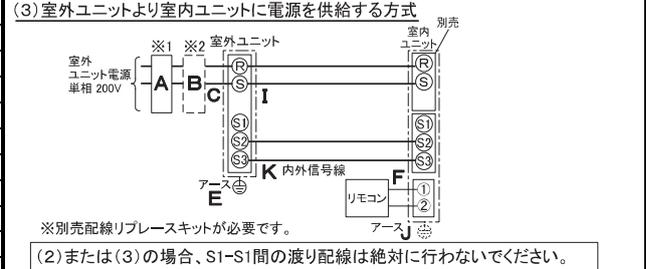 (3)室外ユニットより室内ユニットに電源を供給する方式
別売
※1 ※2 室外ユニット
室内
ユニット
室外
ユニット電源
単相 200V
A B C
R I R
S S
S1 S1
S2 S2
S3 S3
K 内外信号線
アース
E
F
リモコン
①
②
アース J
※別売配線リプレースキットが必要です。
(2)または(3)の場合、S1-S1間の渡り配線は絶対に行わないでください。